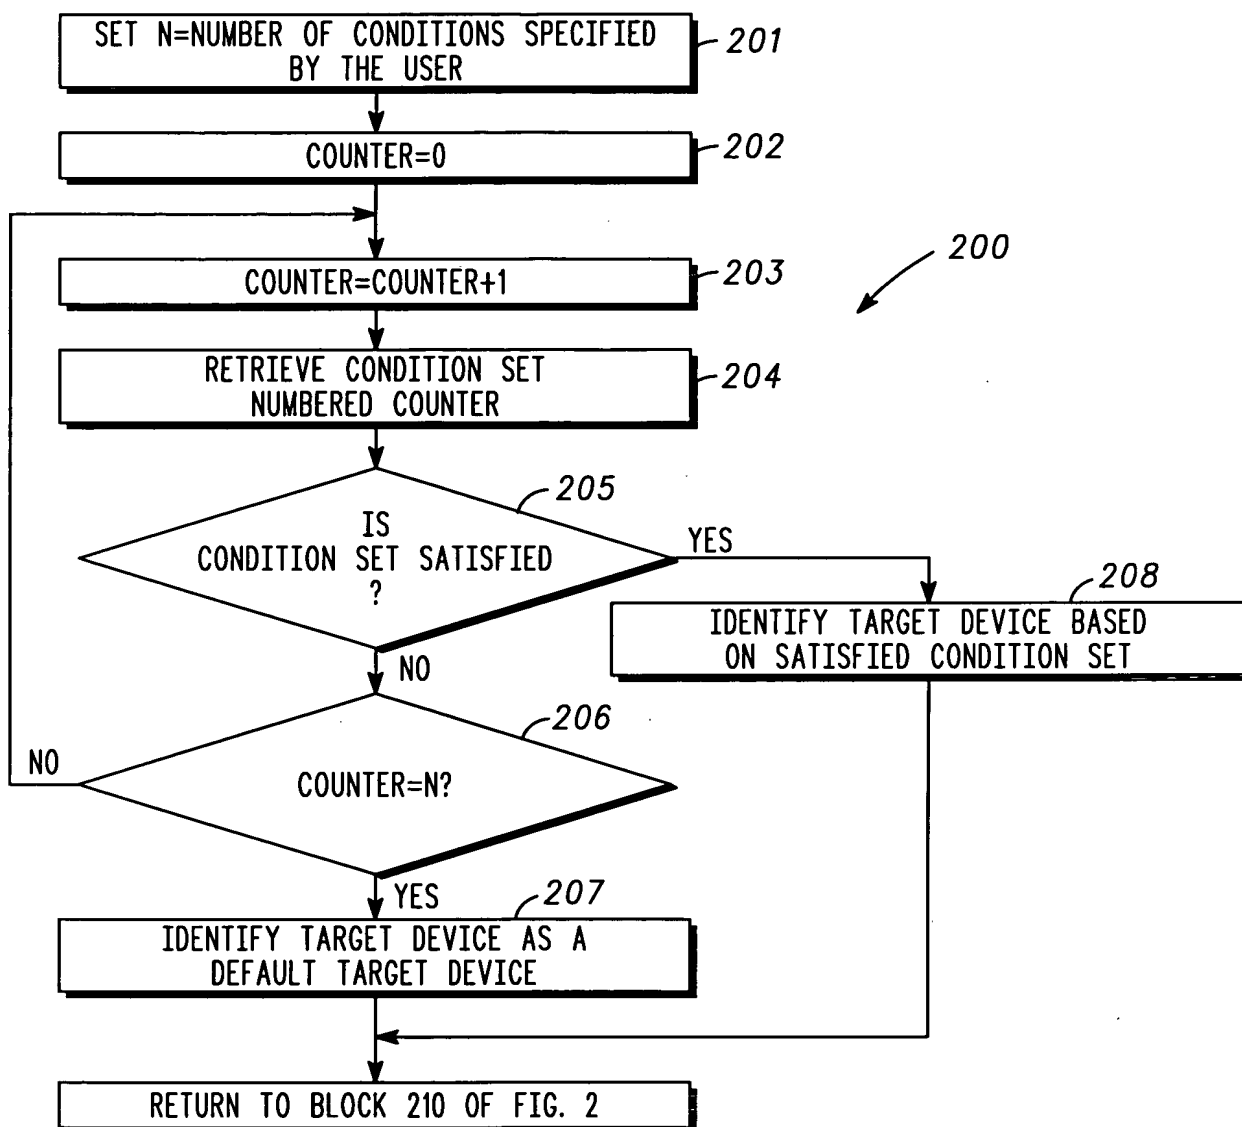 SET N=NUMBER OF CONDITIONS SPECIFIED
BY THE USER
201
COUNTER=0
202
COUNTER=COUNTER+1
203
200
RETRIEVE CONDITION SET
NUMBERED COUNTER
204
IS
CONDITION SET SATISFIED
?
205
YES
NO
IDENTIFY TARGET DEVICE BASED
ON SATISFIED CONDITION SET
208
COUNTER=N?
206
NO
YES
IDENTIFY TARGET DEVICE AS A
DEFAULT TARGET DEVICE
207
RETURN TO BLOCK 210 OF FIG. 2